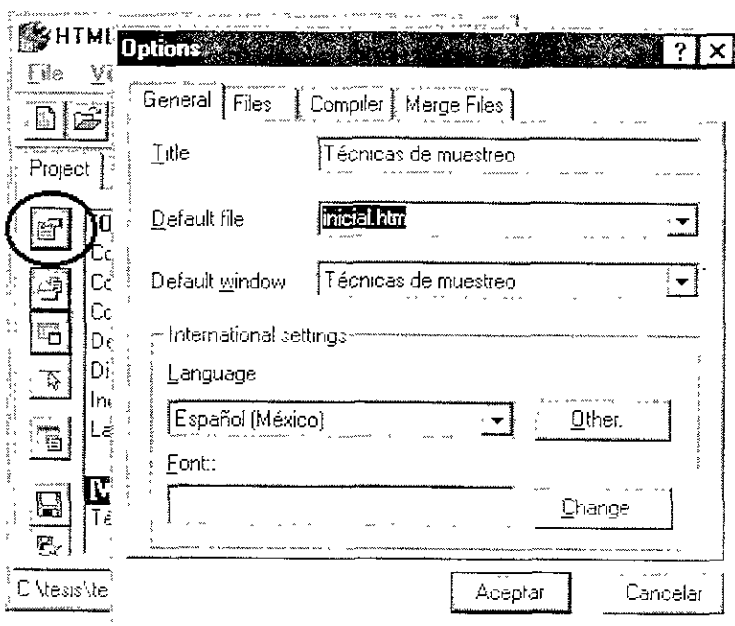 HTML
Options
File
General Files Compiler Merge Files
Title Técnicas de muestreo
Project
Default file inicial.htm
Default window Técnicas de muestreo
International settings
Language
Español (México) Other.
Font::
Change
C \tesis\te
Aceptar Cancelar